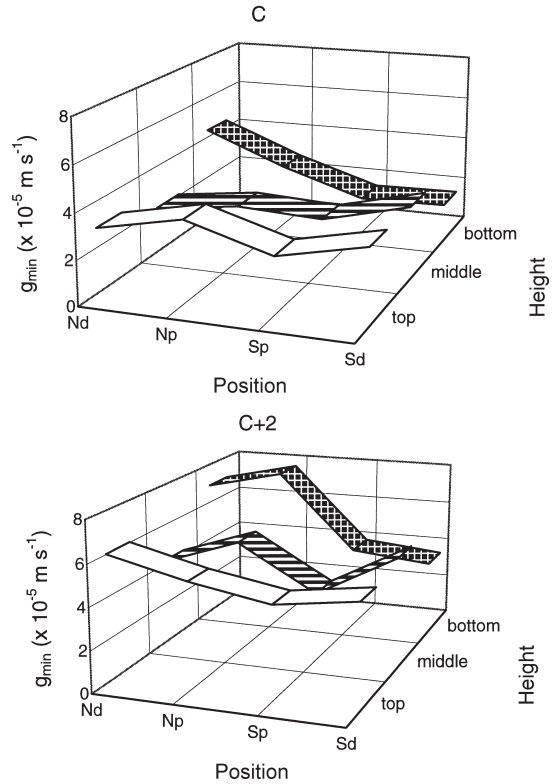 C
8
6
4
2
0
g_min (x 10^-5 m s^-1)
Nd
Np
Sp
Sd
Position
top
middle
bottom
Height
C+2
8
6
4
2
0
g_min (x 10^-5 m s^-1)
Nd
Np
Sp
Sd
Position
top
middle
bottom
Height